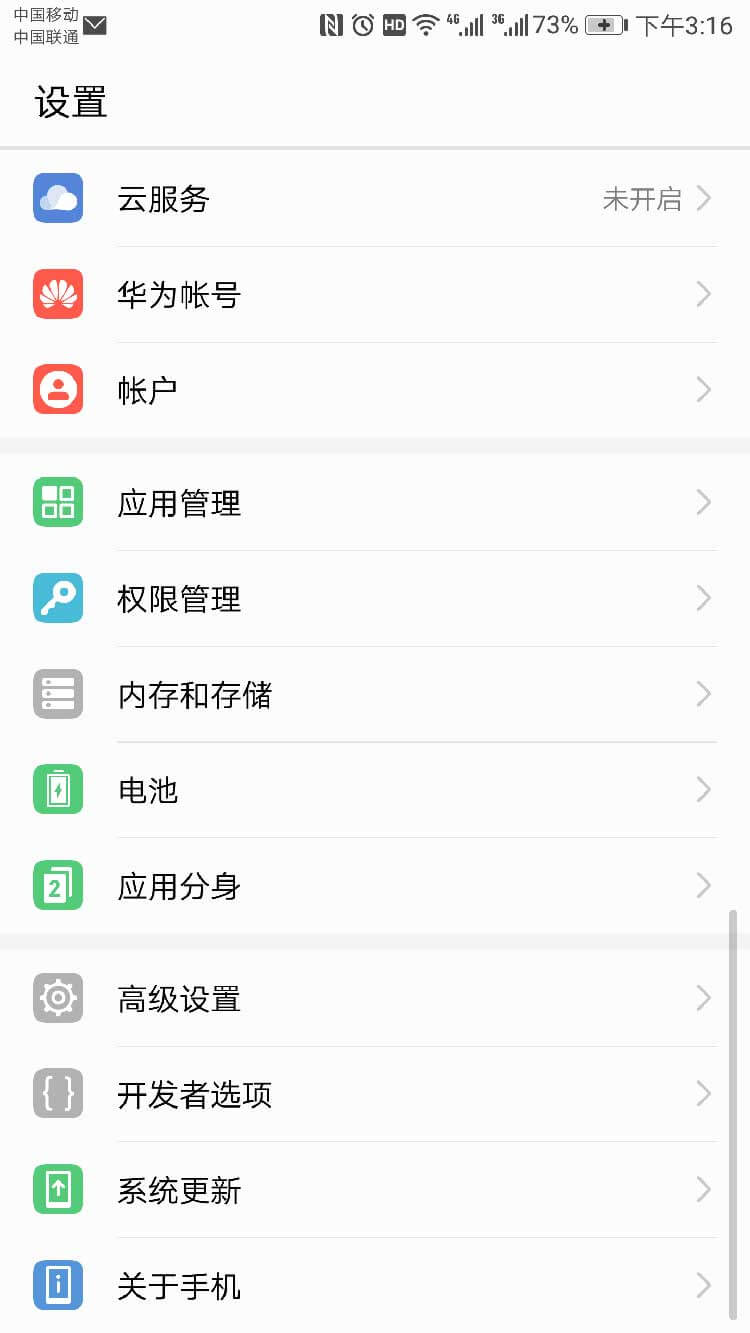 中国移动
中国联通
HD 4G 3G 73% 下午3:16
设置
云服务 未开启
华为帐号
帐户
应用管理
权限管理
内存和存储
电池
2 应用分身
高级设置
{ } 开发者选项
系统更新
i 关于手机